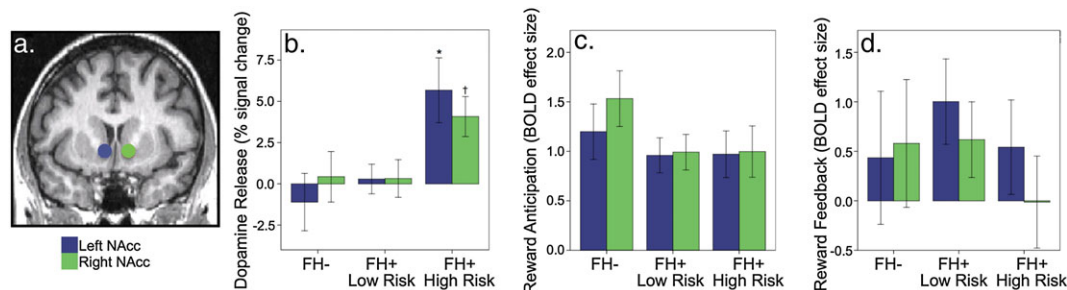 a.
Left NAcc
Right NAcc
b.
Dopamine Release (% signal change)
7.5
5.0
2.5
0.0
-2.5
*
†
FH-
FH+
Low Risk
FH+
High Risk
c.
Reward Anticipation (BOLD effect size)
2.0
1.5
1.0
0.5
0.0
FH-
FH+
Low Risk
FH+
High Risk
d.
Reward Feedback (BOLD effect size)
1.5
1.0
0.5
0.0
-0.5
FH-
FH+
Low Risk
FH+
High Risk